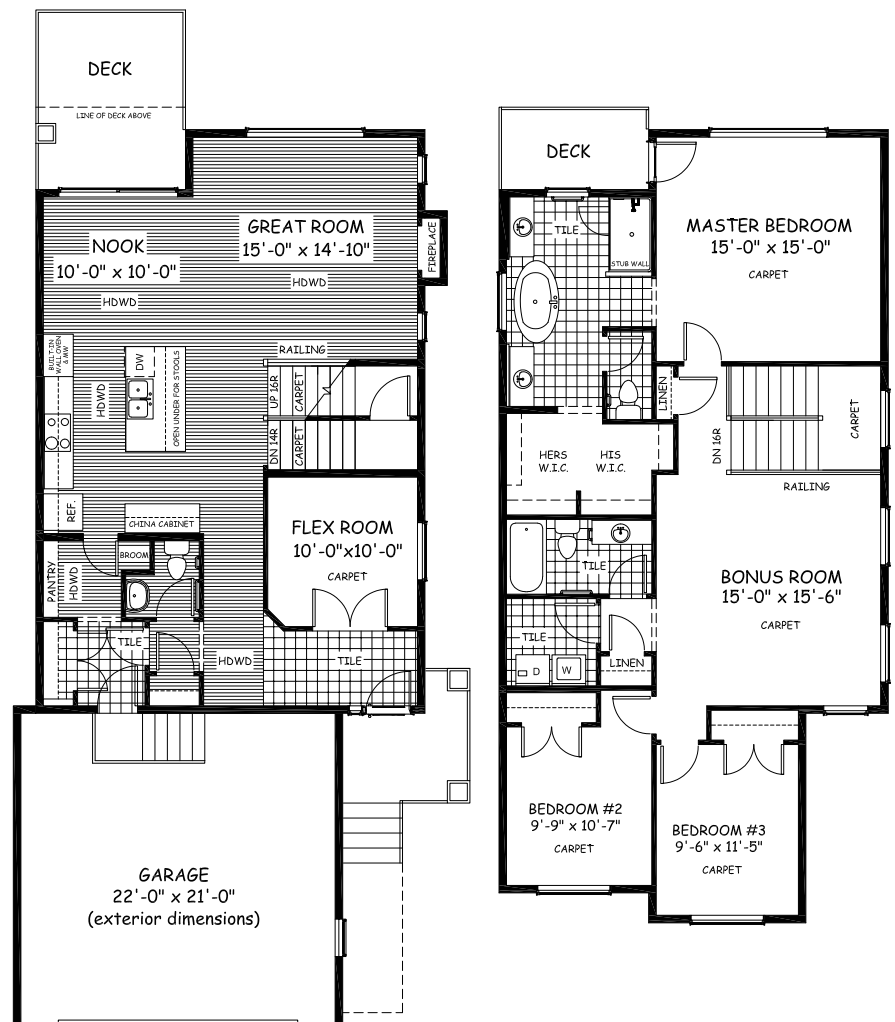 DECK
LINE OF DECK ABOVE
GREAT ROOM
15'-0" x 14'-10"
HDWD
NOOK
10'-0" x 10'-0"
HDWD
FIREPLACE
BUILT-IN
WALL OVEN
& MW
DW
OPEN UNDER FOR STOOLS
HDWD
RAILING
UP 16R
CARPET
DN 14R
CARPET
REF.
CHINA CABINET
FLEX ROOM
10'-0"x10'-0"
CARPET
BROOM
PANTRY
HDWD
TILE
HDWD
TILE
GARAGE
22'-0" x 21'-0"
(exterior dimensions)
DECK
MASTER BEDROOM
15'-0" x 15'-0"
CARPET
TILE
STUB WALL
LINEN
DN 16R
CARPET
RAILING
HERS
W.I.C.
HIS
W.I.C.
TILE
BONUS ROOM
15'-0" x 15'-6"
CARPET
TILE
D
W
LINEN
BEDROOM #2
9'-9" x 10'-7"
CARPET
BEDROOM #3
9'-6" x 11'-5"
CARPET